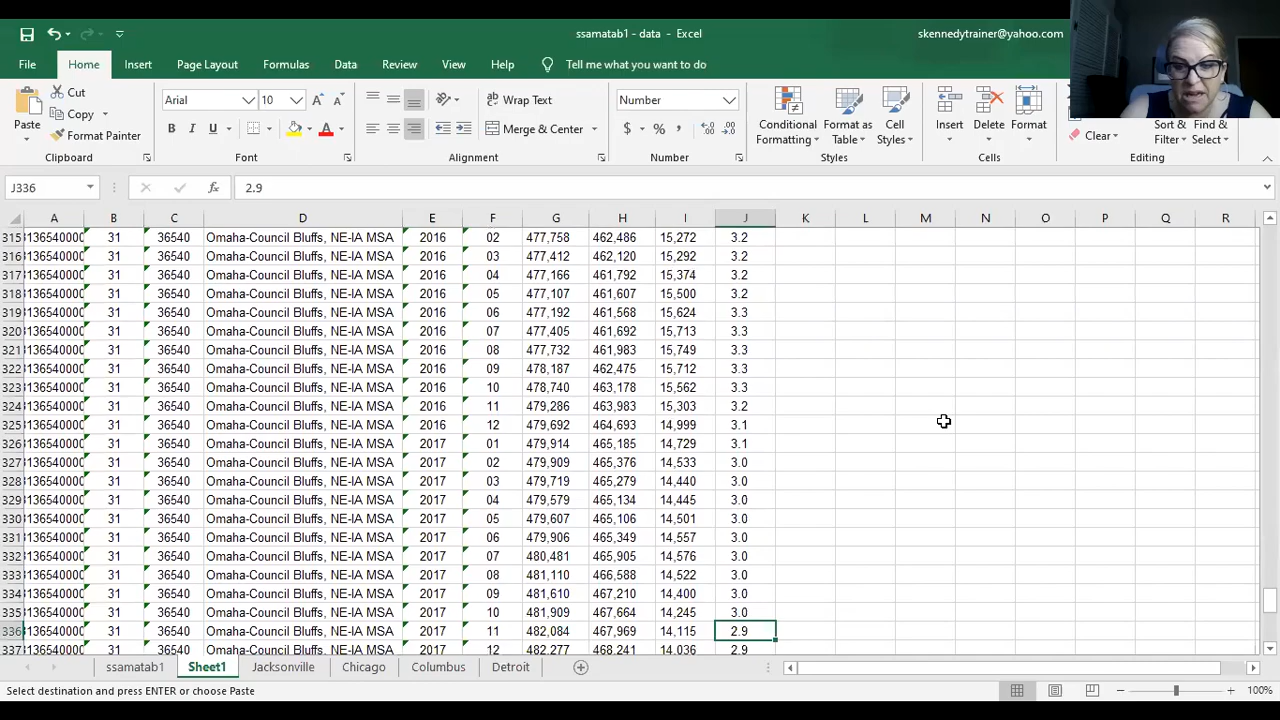 ssamatab1 - data - Excel
skennedytrainer@yahoo.com
File Home Insert Page Layout Formulas Data Review View Help Tell me what you want to do
Paste Cut Copy Format Painter Clipboard
Arial 10 B I U Font
Wrap Text Merge & Center Alignment
Number $ % , Number
Conditional Formatting Format as Table Cell Styles Styles
Insert Delete Format Cells
Clear Sort & Filter Find & Select Editing
J336 fx 2.9
A B C D E F G H I J K L M N O P Q R
315 3136540000 31 36540 Omaha-Council Bluffs, NE-IA MSA 2016 02 477,758 462,486 15,272 3.2
316 3136540000 31 36540 Omaha-Council Bluffs, NE-IA MSA 2016 03 477,412 462,120 15,292 3.2
317 3136540000 31 36540 Omaha-Council Bluffs, NE-IA MSA 2016 04 477,166 461,792 15,374 3.2
318 3136540000 31 36540 Omaha-Council Bluffs, NE-IA MSA 2016 05 477,107 461,607 15,500 3.2
319 3136540000 31 36540 Omaha-Council Bluffs, NE-IA MSA 2016 06 477,192 461,568 15,624 3.3
320 3136540000 31 36540 Omaha-Council Bluffs, NE-IA MSA 2016 07 477,405 461,692 15,713 3.3
321 3136540000 31 36540 Omaha-Council Bluffs, NE-IA MSA 2016 08 477,732 461,983 15,749 3.3
322 3136540000 31 36540 Omaha-Council Bluffs, NE-IA MSA 2016 09 478,187 462,475 15,712 3.3
323 3136540000 31 36540 Omaha-Council Bluffs, NE-IA MSA 2016 10 478,740 463,178 15,562 3.3
324 3136540000 31 36540 Omaha-Council Bluffs, NE-IA MSA 2016 11 479,286 463,983 15,303 3.2
325 3136540000 31 36540 Omaha-Council Bluffs, NE-IA MSA 2016 12 479,692 464,693 14,999 3.1
326 3136540000 31 36540 Omaha-Council Bluffs, NE-IA MSA 2017 01 479,914 465,185 14,729 3.1
327 3136540000 31 36540 Omaha-Council Bluffs, NE-IA MSA 2017 02 479,909 465,376 14,533 3.0
328 3136540000 31 36540 Omaha-Council Bluffs, NE-IA MSA 2017 03 479,719 465,279 14,440 3.0
329 3136540000 31 36540 Omaha-Council Bluffs, NE-IA MSA 2017 04 479,579 465,134 14,445 3.0
330 3136540000 31 36540 Omaha-Council Bluffs, NE-IA MSA 2017 05 479,607 465,106 14,501 3.0
331 3136540000 31 36540 Omaha-Council Bluffs, NE-IA MSA 2017 06 479,906 465,349 14,557 3.0
332 3136540000 31 36540 Omaha-Council Bluffs, NE-IA MSA 2017 07 480,481 465,905 14,576 3.0
333 3136540000 31 36540 Omaha-Council Bluffs, NE-IA MSA 2017 08 481,110 466,588 14,522 3.0
334 3136540000 31 36540 Omaha-Council Bluffs, NE-IA MSA 2017 09 481,610 467,210 14,400 3.0
335 3136540000 31 36540 Omaha-Council Bluffs, NE-IA MSA 2017 10 481,909 467,664 14,245 3.0
336 3136540000 31 36540 Omaha-Council Bluffs, NE-IA MSA 2017 11 482,084 467,969 14,115 2.9
337 3136540000 31 36540 Omaha-Council Bluffs, NE-IA MSA 2017 12 482,277 468,241 14,036 2.9
ssamatab1 Sheet1 Jacksonville Chicago Columbus Detroit
Select destination and press ENTER or choose Paste 100%